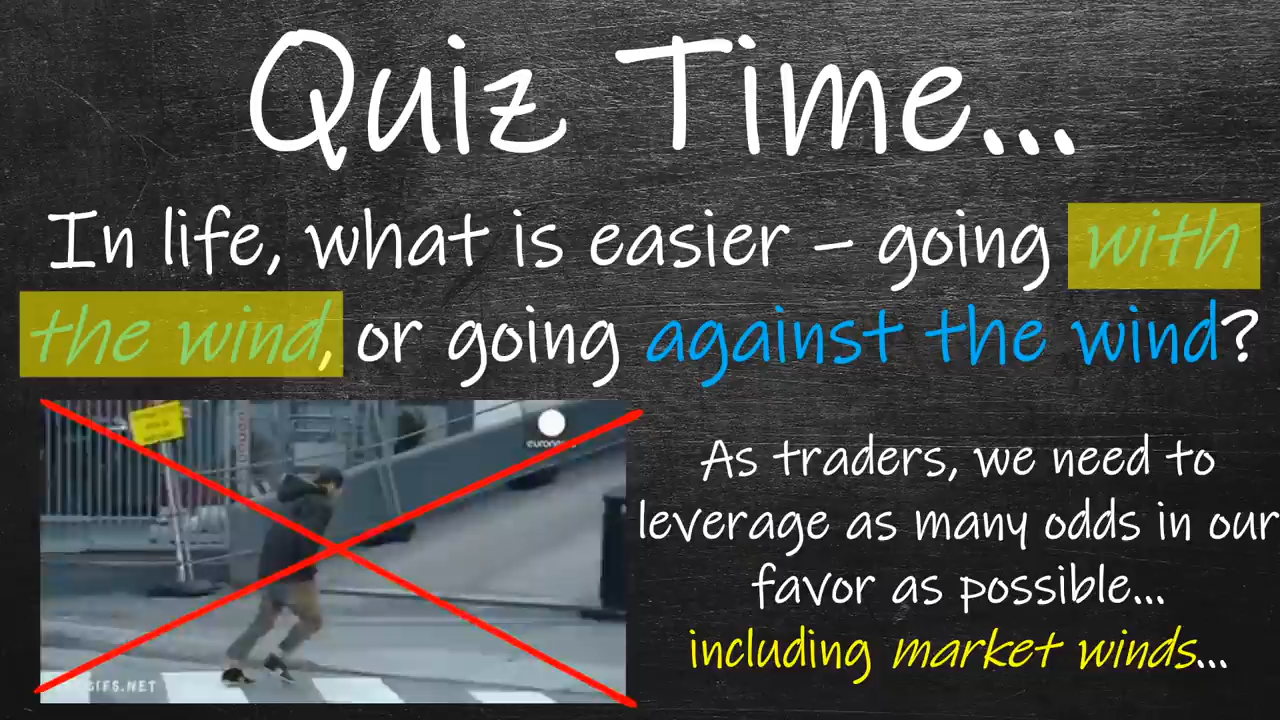 Quiz Time...
In life, what is easier – going with
the wind, or going against the wind?
As traders, we need to
leverage as many odds in our
favor as possible...
including market winds...